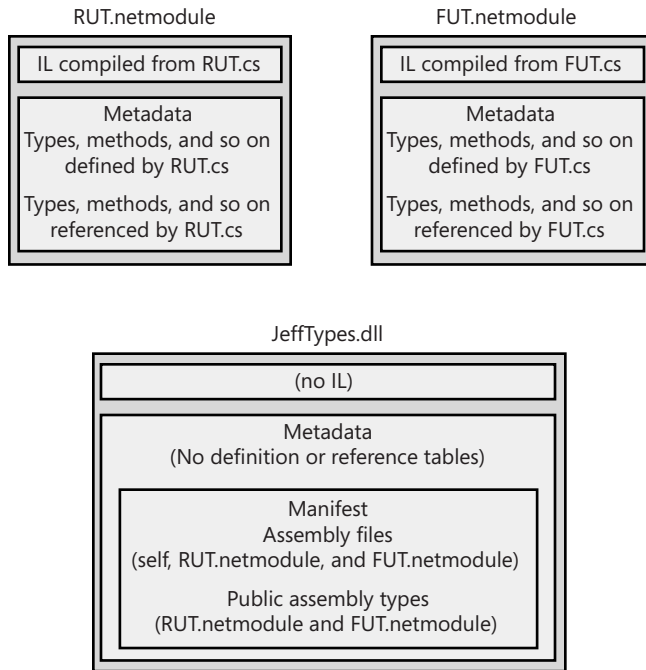 RUT.netmodule
IL compiled from RUT.cs
Metadata
Types, methods, and so on
defined by RUT.cs
Types, methods, and so on
referenced by RUT.cs
FUT.netmodule
IL compiled from FUT.cs
Metadata
Types, methods, and so on
defined by FUT.cs
Types, methods, and so on
referenced by FUT.cs
JeffTypes.dll
(no IL)
Metadata
(No definition or reference tables)
Manifest
Assembly files
(self, RUT.netmodule, and FUT.netmodule)
Public assembly types
(RUT.netmodule and FUT.netmodule)